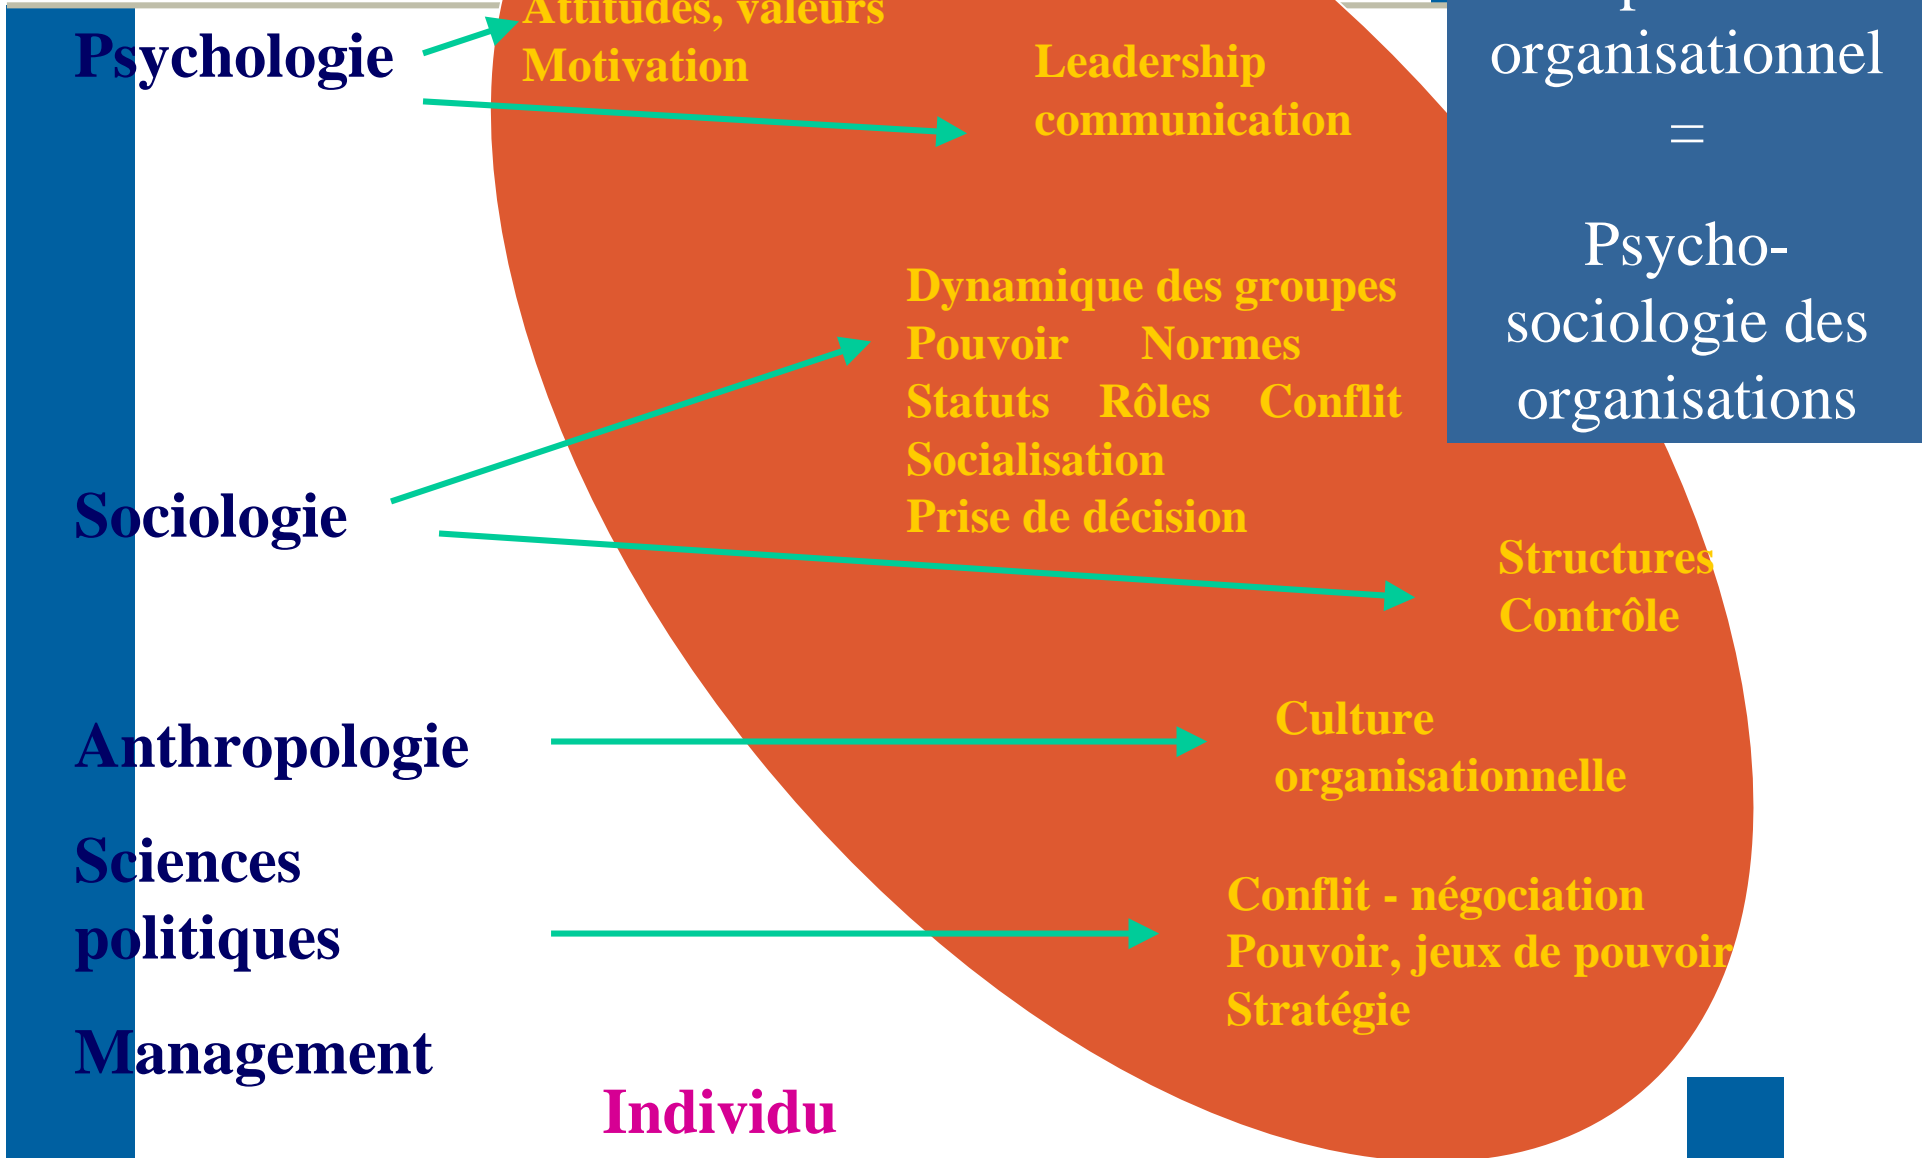 Attitudes, valeurs
Psychologie
Motivation
Leadership
communication
organisationnel
=
Psycho-
sociologie des
organisations
Dynamique des groupes
Pouvoir Normes
Statuts Rôles Conflit
Socialisation
Prise de décision
Sociologie
Structures
Contrôle
Anthropologie
Culture
organisationnelle
Sciences
politiques
Conflit - négociation
Pouvoir, jeux de pouvoir
Stratégie
Management
Individu